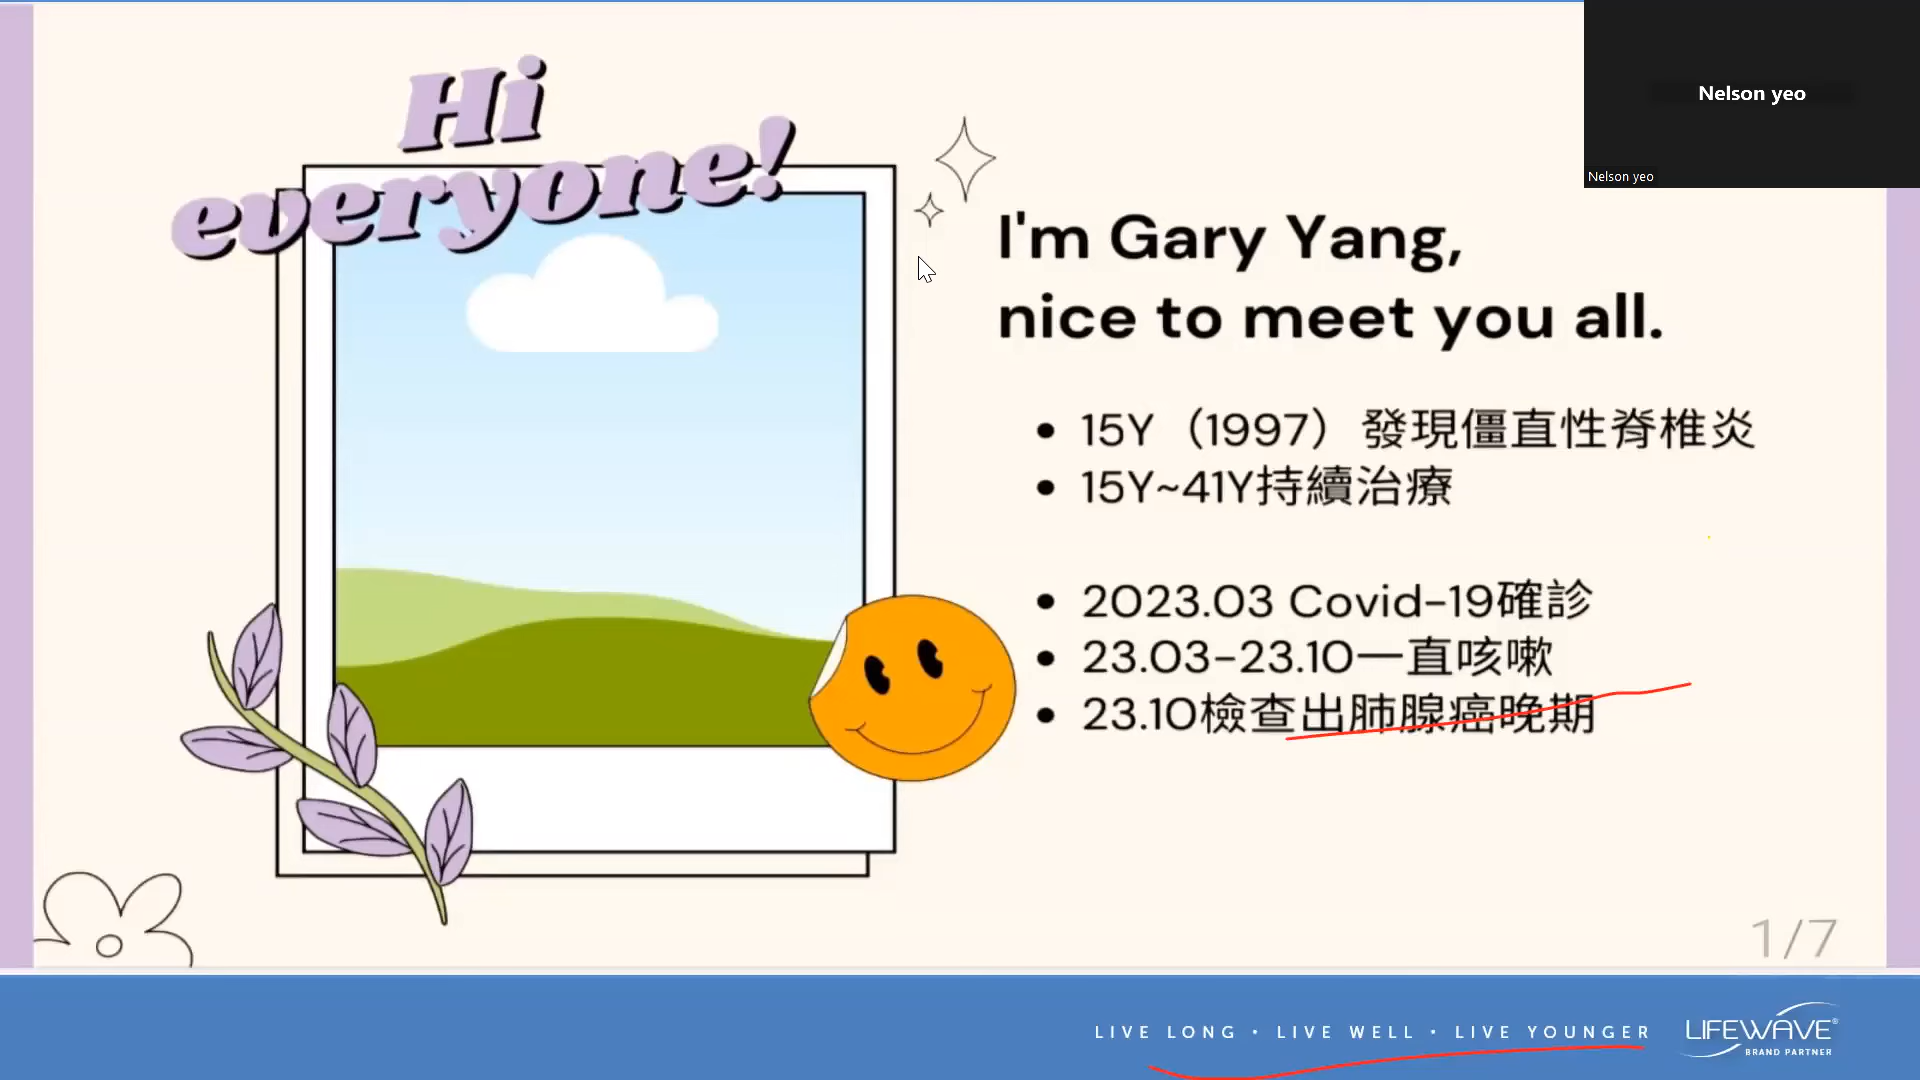 Hi
everyone!
Nelson yeo
Nelson yeo
I'm Gary Yang,
nice to meet you all.
• 15Y（1997）發現僵直性脊椎炎
• 15Y~41Y持續治療
• 2023.03 Covid-19確診
• 23.03-23.10一直咳嗽
• 23.10檢查出肺腺癌晚期
1/7
LIVE LONG • LIVE WELL • LIVE YOUNGER
LIFEWAVE®
BRAND PARTNER